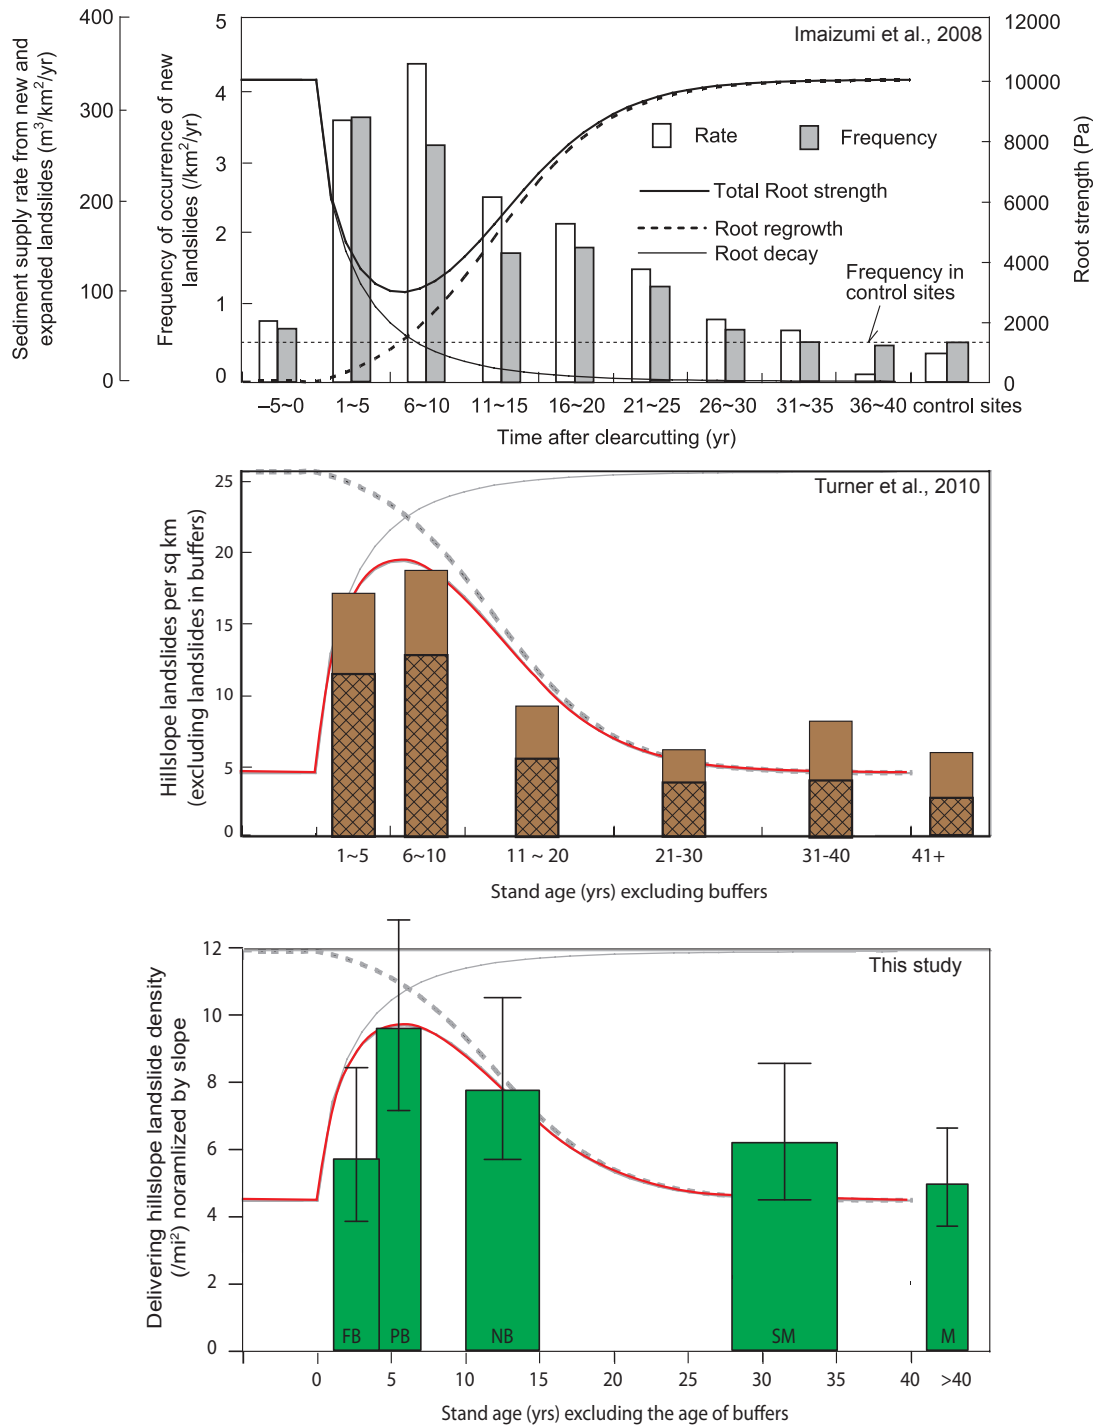 Imaizumi et al., 2008
Sediment supply rate from new and
expanded landslides (m³/km²/yr)
400
300
200
100
0
Frequency of occurrence of new
landslides (/km²/yr)
5
4
3
2
1
0
Rate
Frequency
Total Root strength
Root regrowth
Root decay
Frequency in
control sites
12000
10000
8000
6000
4000
2000
0
Root strength (Pa)
–5~0 1~5 6~10 11~15 16~20 21~25 26~30 31~35 36~40 control sites
Time after clearcutting (yr)
Turner et al., 2010
Hillslope landslides per sq km
(excluding landslides in buffers)
25
20
15
10
5
0
1~5 6~10 11 ~ 20 21-30 31-40 41+
Stand age (yrs) excluding buffers
This study
Delivering hillslope landslide density
(/mi²) noramlized by slope
12
10
8
6
4
2
0
FB PB NB SM M
0 5 10 15 20 25 30 35 40 >40
Stand age (yrs) excluding the age of buffers